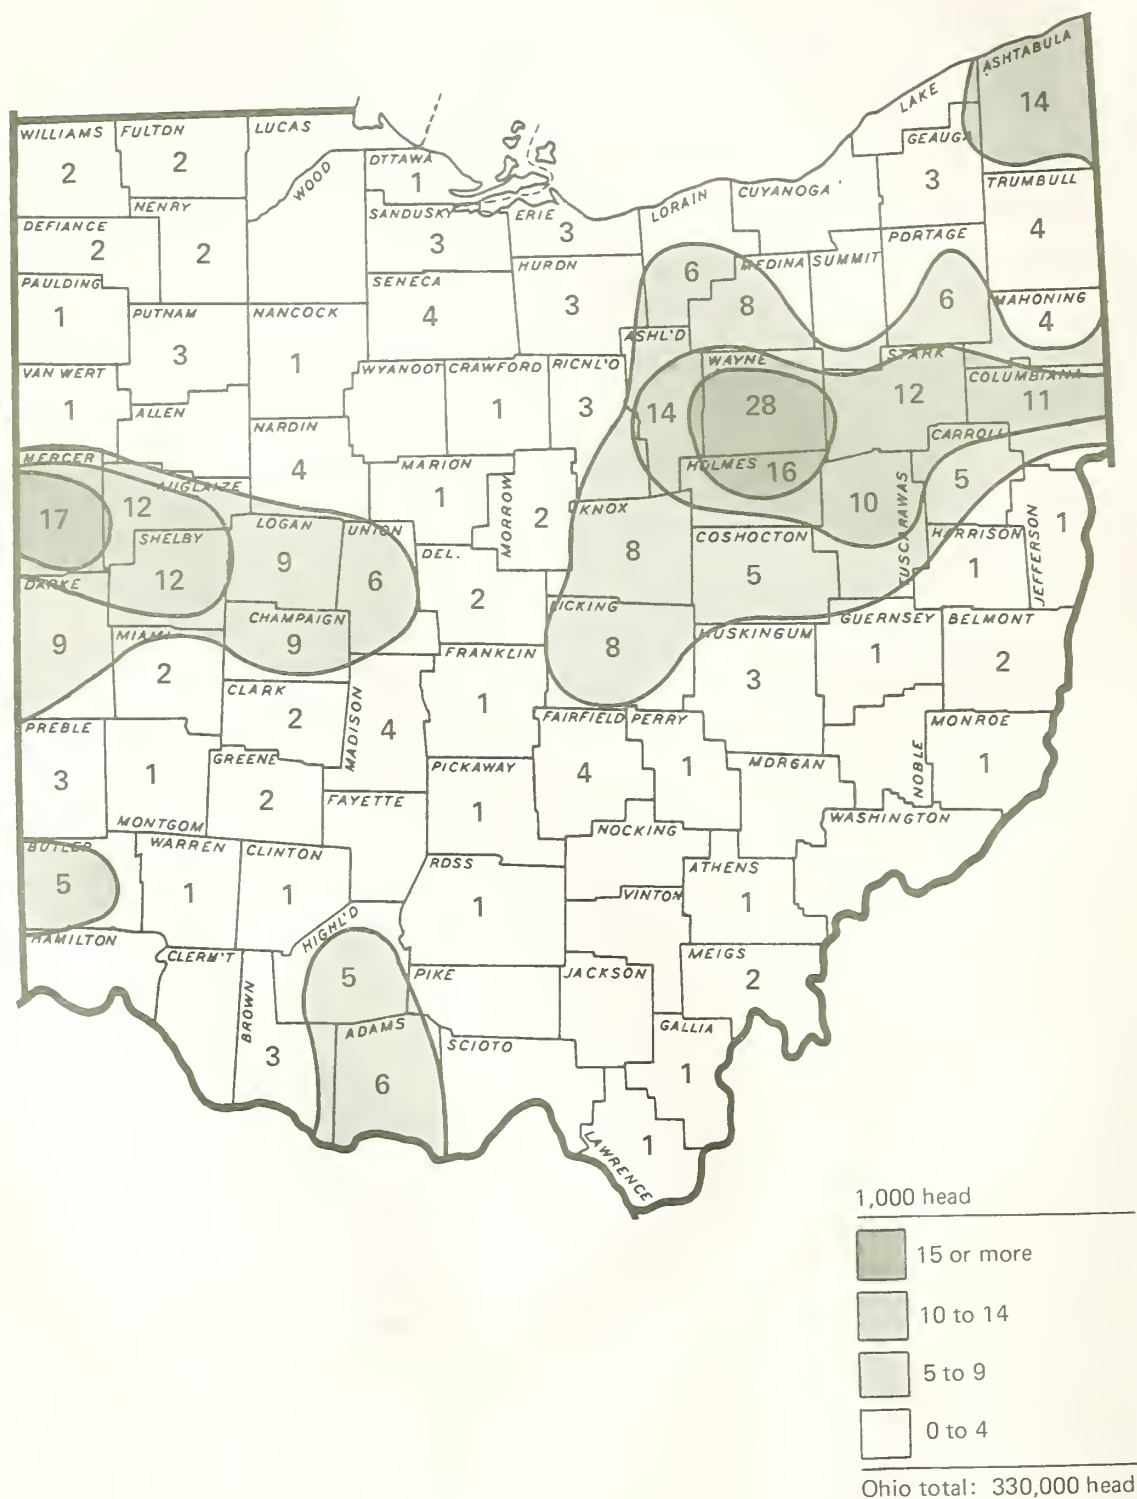 ASHTABULA
14
LAKE
GEAUGA
3
WILLIAMS
2
FULTON
2
LUCAS
WOOD
OTTAWA
1
SANDUSKY
3
ERIE
3
LORAIN
6
CUYANOGA
TRUMBULL
4
DEFIANCE
2
HENRY
2
SENECA
4
HURON
3
MEDINA
8
SUMMIT
PORTAGE
6
MAHONING
4
PAULDING
1
PUTNAM
3
NANCOCK
1
WYANOOT
CRAWFORD
1
RICNL'O
3
ASHL'D
14
WAYNE
28
STARK
12
COLUMBIANA
11
VAN WERT
1
ALLEN
NARDIN
4
MARION
1
MORROW
2
HOLMES
16
TUSCARAWAS
10
CARROLL
5
MERCER
17
AUGLAIZE
12
SHELBY
12
LOGAN
9
UNION
6
DEL.
2
KNOX
8
COSHOCTON
5
HARRISON
1
JEFFERSON
1
DARKE
9
MIAMI
2
CHAMPAIGN
9
FRANKLIN
1
LICKING
8
MUSKINGUM
3
GUERNSEY
1
BELMONT
2
CLARK
2
MADISON
4
PREBLE
3
MONTGOM
1
GREENE
2
FAYETTE
PICKAWAY
1
FAIRFIELD
4
PERRY
1
MORGAN
NOBLE
MONROE
1
WASHINGTON
BUTLER
5
WARREN
1
CLINTON
1
ROSS
1
NOCKING
VINTON
ATHENS
1
HAMILTON
CLERM'T
BROWN
3
HIGHL'D
5
PIKE
JACKSON
MEIGS
2
ADAMS
6
SCIOTO
GALLIA
1
LAWRENCE
1
1,000 head
15 or more
10 to 14
5 to 9
0 to 4
Ohio total: 330,000 head